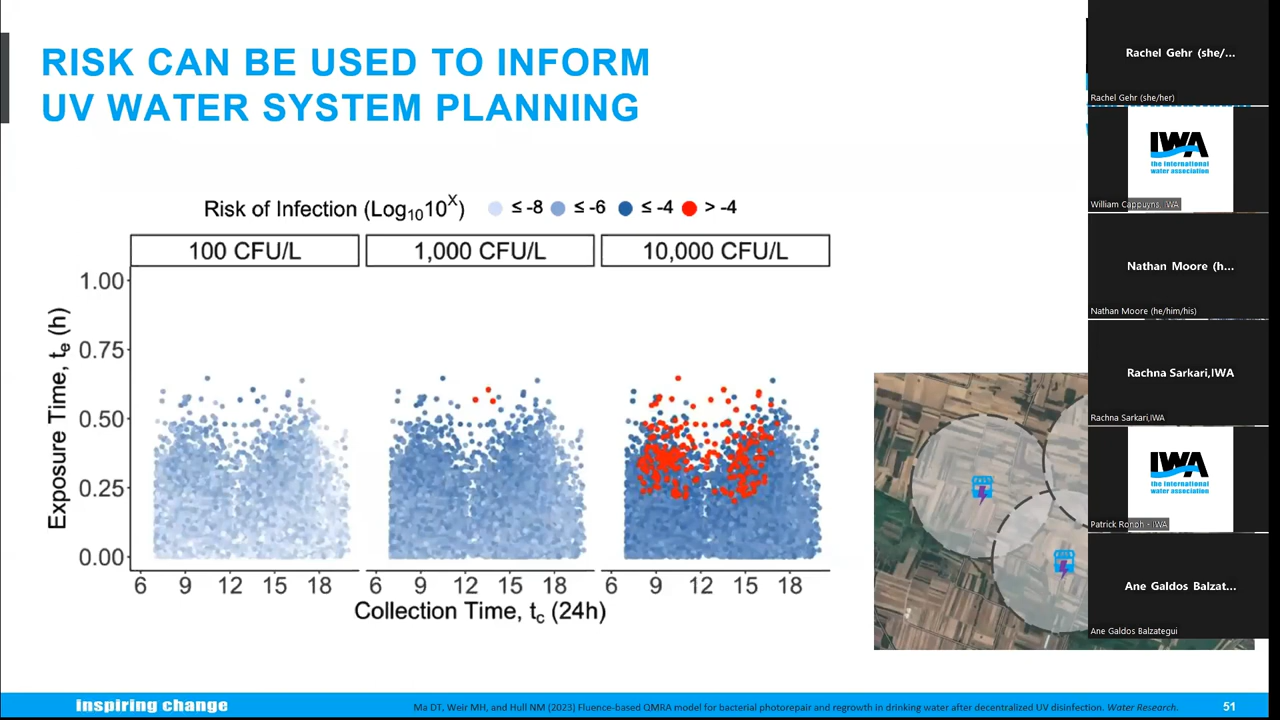 RISK CAN BE USED TO INFORM
UV WATER SYSTEM PLANNING
Risk of Infection (Log₁₀10ˣ) ≤ -8 ≤ -6 ≤ -4 > -4
100 CFU/L 1,000 CFU/L 10,000 CFU/L
Exposure Time, tₑ (h)
1.00
0.75
0.50
0.25
0.00
6 9 12 15 18 6 9 12 15 18 6 9 12 15 18
Collection Time, t꜀ (24h)
inspiring change
Ma DT, Weir MH, and Hull NM (2023) Fluence-based QMRA model for bacterial photorepair and regrowth in drinking water after decentralized UV disinfection. Water Research.
51
Rachel Gehr (she/...
Rachel Gehr (she/her)
IWA
the international
water association
William Cappuyns, IWA
Nathan Moore (h...
Nathan Moore (he/him/his)
Rachna Sarkari,IWA
Rachna Sarkari,IWA
IWA
the international
water association
Patrick Ronoh - IWA
Ane Galdos Balzat...
Ane Galdos Balzategui